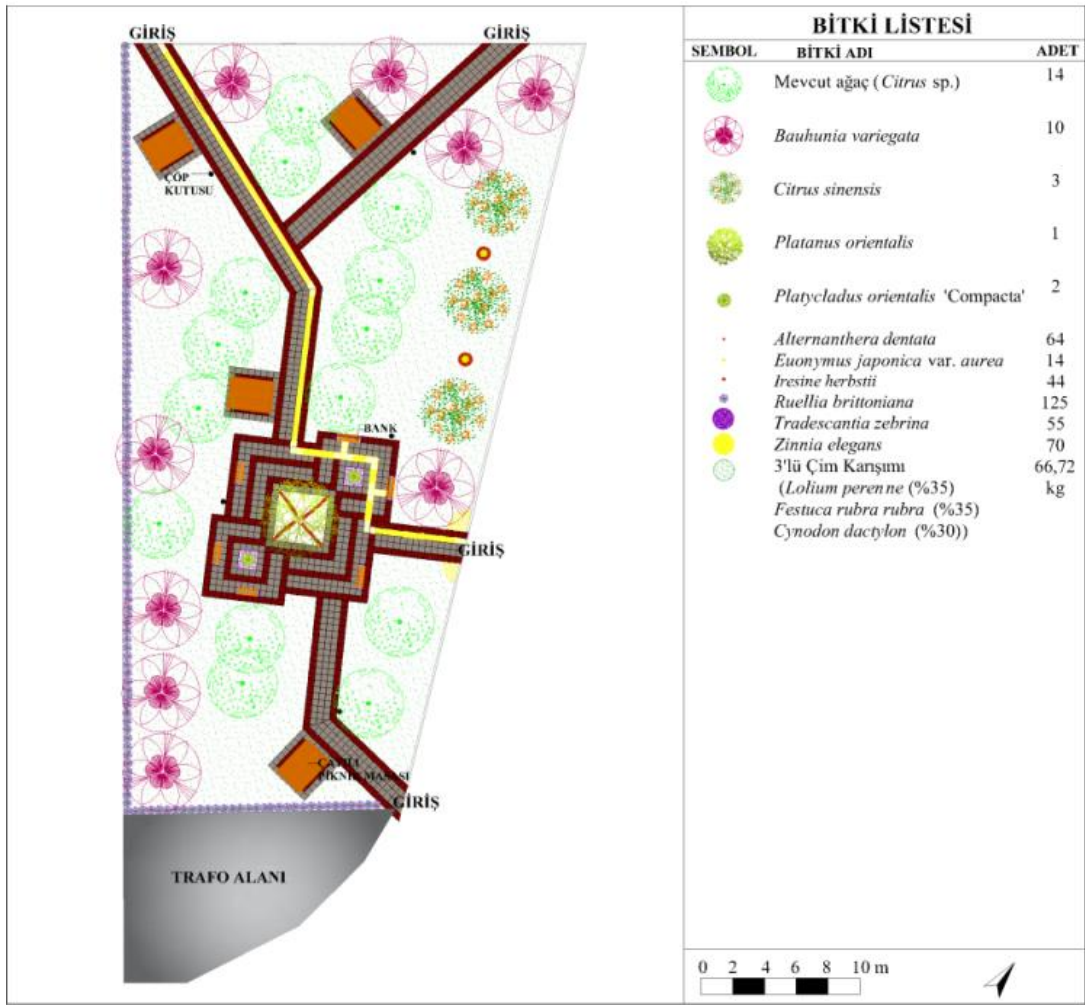 GİRİŞ
GİRİŞ
ÇÖP
KUTUSU
BANK
GİRİŞ
PİKNİK MASASI
GİRİŞ
TRAFO ALANI
BİTKİ LİSTESİ
SEMBOL BİTKİ ADI ADET
Mevcut ağaç (Citrus sp.) 14
Bauhunia variegata 10
Citrus sinensis 3
Platanus orientalis 1
Platycladus orientalis 'Compacta' 2
Alternanthera dentata 64
Euonymus japonica var. aurea 14
Iresine herbstii 44
Ruellia brittoniana 125
Tradescantia zebrina 55
Zinnia elegans 70
3'lü Çim Karışımı 66,72
(Lolium perenne (%35) kg
Festuca rubra rubra (%35)
Cynodon dactylon (%30))
0 2 4 6 8 10 m